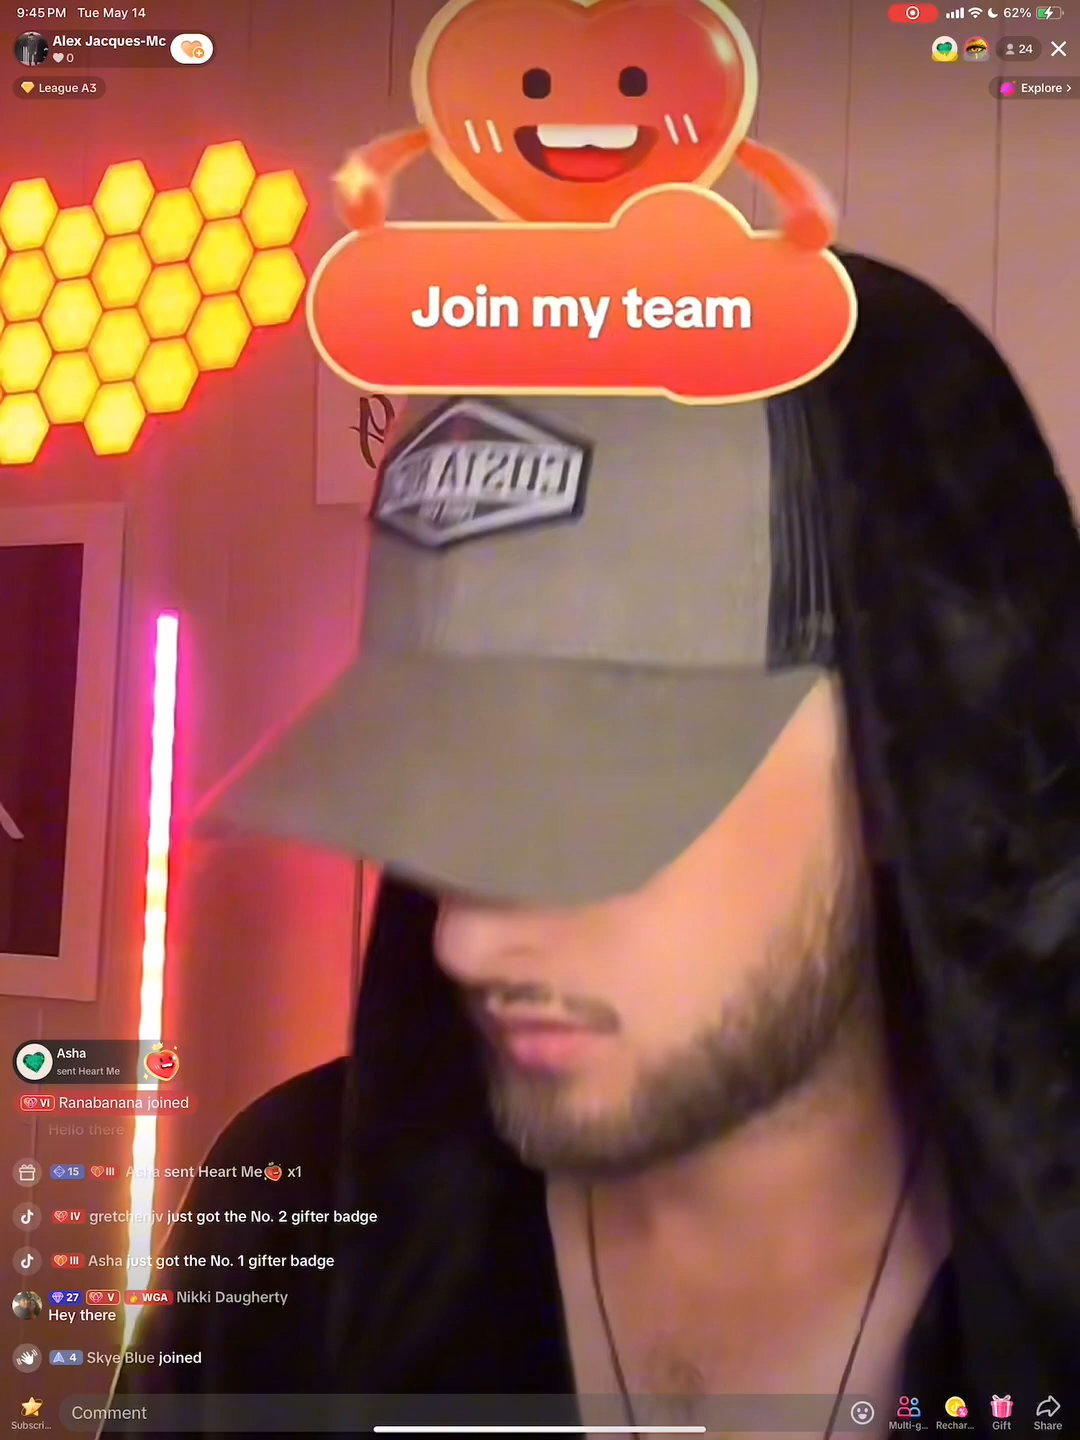 9:45 PM Tue May 14
62%
Alex Jacques-Mc
0
24
League A3
Explore >
Join my team
Asha
sent Heart Me
VI Ranabanana joined
Hello there
15 III Asha sent Heart Me x1
IV gretchenjv just got the No. 2 gifter badge
III Asha just got the No. 1 gifter badge
27 V WGA Nikki Daugherty
Hey there
4 Skye Blue joined
Subscri...
Comment
Multi-g...
Rechar...
Gift
Share